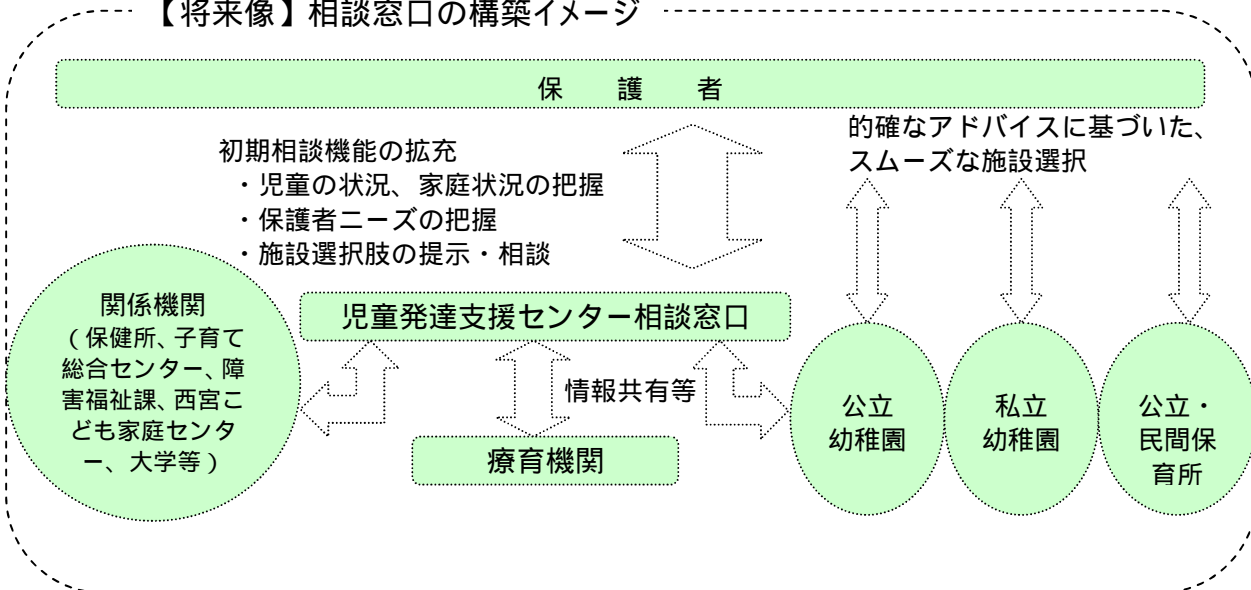 【将来像】相談窓口の構築イメージ
保 護 者
的確なアドバイスに基づいた、
スムーズな施設選択
初期相談機能の拡充
・児童の状況、家庭状況の把握
・保護者ニーズの把握
・施設選択肢の提示・相談
関係機関
（保健所、子育て
総合センター、障
害福祉課、西宮こ
ども家庭センタ
ー、大学等）
児童発達支援センター相談窓口
情報共有等
療育機関
公立
幼稚園
私立
幼稚園
公立・
民間保
育所